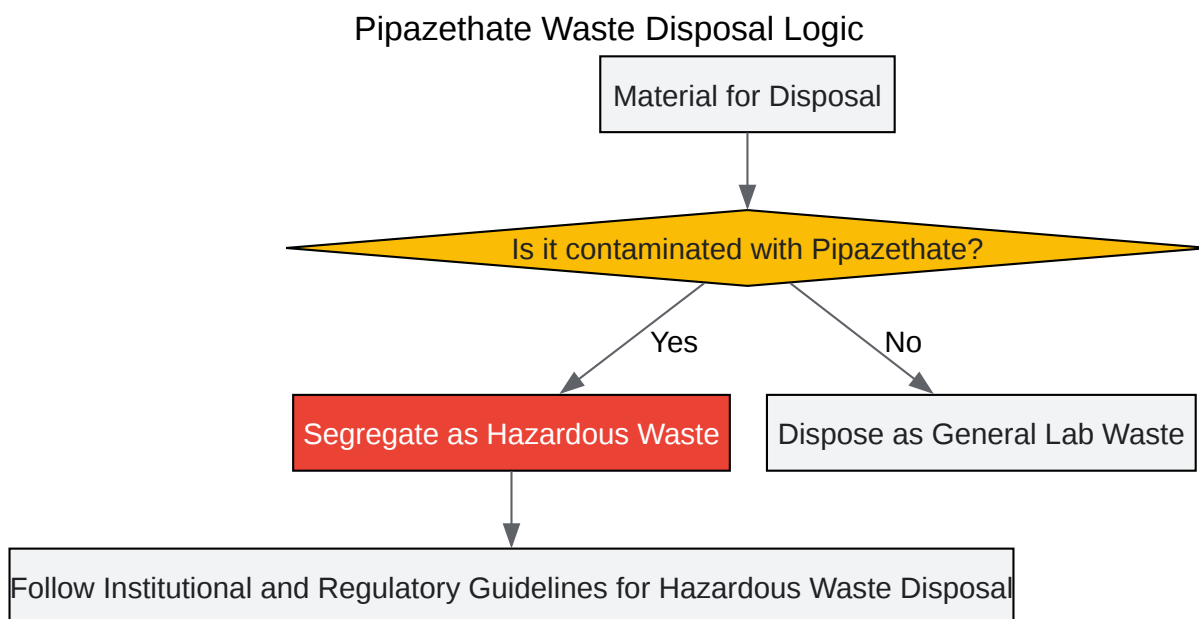 Pipazethate Waste Disposal Logic
Material for Disposal
Is it contaminated with Pipazethate?
Yes
No
Segregate as Hazardous Waste
Dispose as General Lab Waste
Follow Institutional and Regulatory Guidelines for Hazardous Waste Disposal